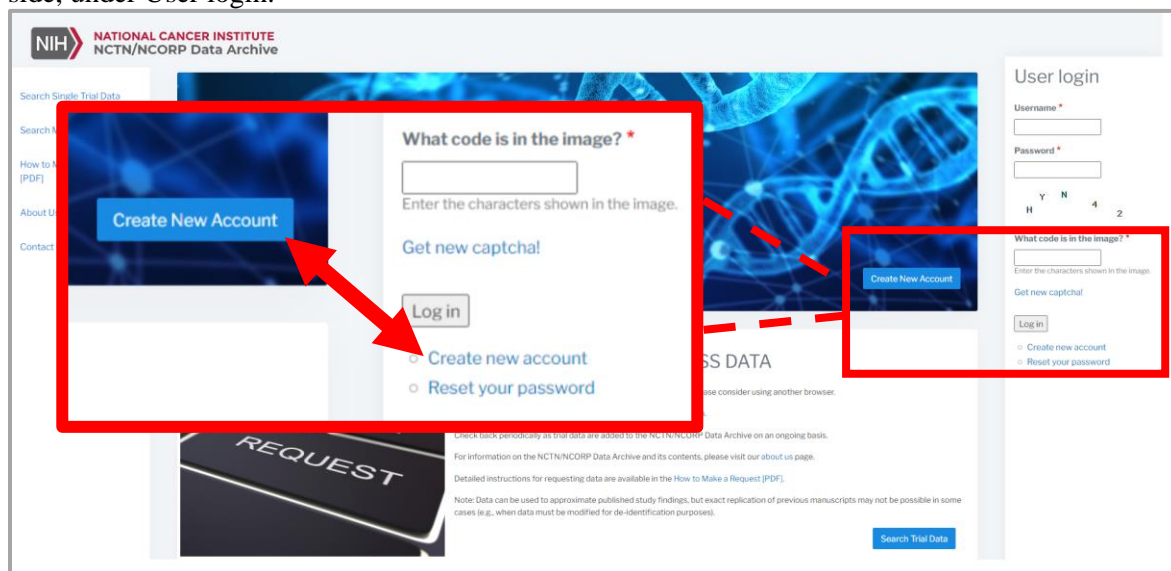 side, under User login.
NIH
NATIONAL CANCER INSTITUTE
NCTN/NCORP Data Archive
Search Single Trial Data
Search M
How to M
[PDF]
About U
Contact
Create New Account
What code is in the image? *
Enter the characters shown in the image.
Get new captcha!
Log in
Create new account
Reset your password
Create New Account
User login
Username *
Password *
H Y N 4 2
What code is in the image? *
Enter the characters shown in the image.
Get new captcha!
Log in
Create new account
Reset your password
SS DATA
ase consider using another browser.
Check back periodically as trial data are added to the NCTN/NCORP Data Archive on an ongoing basis.
For information on the NCTN/NCORP Data Archive and its contents, please visit our about us page.
Detailed instructions for requesting data are available in the How to Make a Request [PDF].
Note: Data can be used to approximate published study findings, but exact replication of previous manuscripts may not be possible in some
cases (e.g., when data must be modified for de-identification purposes).
Search Trial Data
REQUEST